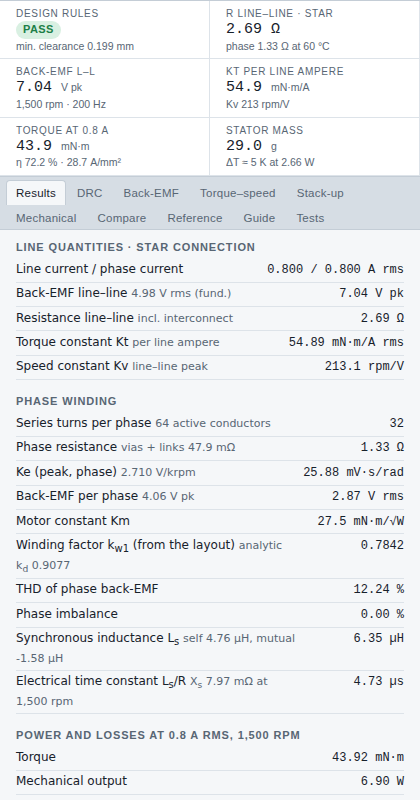 DESIGN RULES
PASS
min. clearance 0.199 mm
R LINE–LINE · STAR
2.69 Ω
phase 1.33 Ω at 60 °C
BACK-EMF L–L
7.04 V pk
1,500 rpm · 200 Hz
KT PER LINE AMPERE
54.9 mN·m/A
Kv 213 rpm/V
TORQUE AT 0.8 A
43.9 mN·m
η 72.2 % · 28.7 A/mm²
STATOR MASS
29.0 g
ΔT ≈ 5 K at 2.66 W
Results DRC Back-EMF Torque–speed Stack-up
Mechanical Compare Reference Guide Tests
LINE QUANTITIES · STAR CONNECTION
Line current / phase current 0.800 / 0.800 A rms
Back-EMF line–line 4.98 V rms (fund.) 7.04 V pk
Resistance line–line incl. interconnect 2.69 Ω
Torque constant Kt per line ampere 54.89 mN·m/A rms
Speed constant Kv line–line peak 213.1 rpm/V
PHASE WINDING
Series turns per phase 64 active conductors 32
Phase resistance vias + links 47.9 mΩ 1.33 Ω
Ke (peak, phase) 2.710 V/krpm 25.88 mV·s/rad
Back-EMF per phase 4.06 V pk 2.87 V rms
Motor constant Km 27.5 mN·m/√W
Winding factor kw1 (from the layout) analytic 0.7842
kd 0.9077
THD of phase back-EMF 12.24 %
Phase imbalance 0.00 %
Synchronous inductance Ls self 4.76 μH, mutual 6.35 μH
-1.58 μH
Electrical time constant Ls/R Xs 7.97 mΩ at 4.73 μs
1,500 rpm
POWER AND LOSSES AT 0.8 A RMS, 1,500 RPM
Torque 43.92 mN·m
Mechanical output 6.90 W